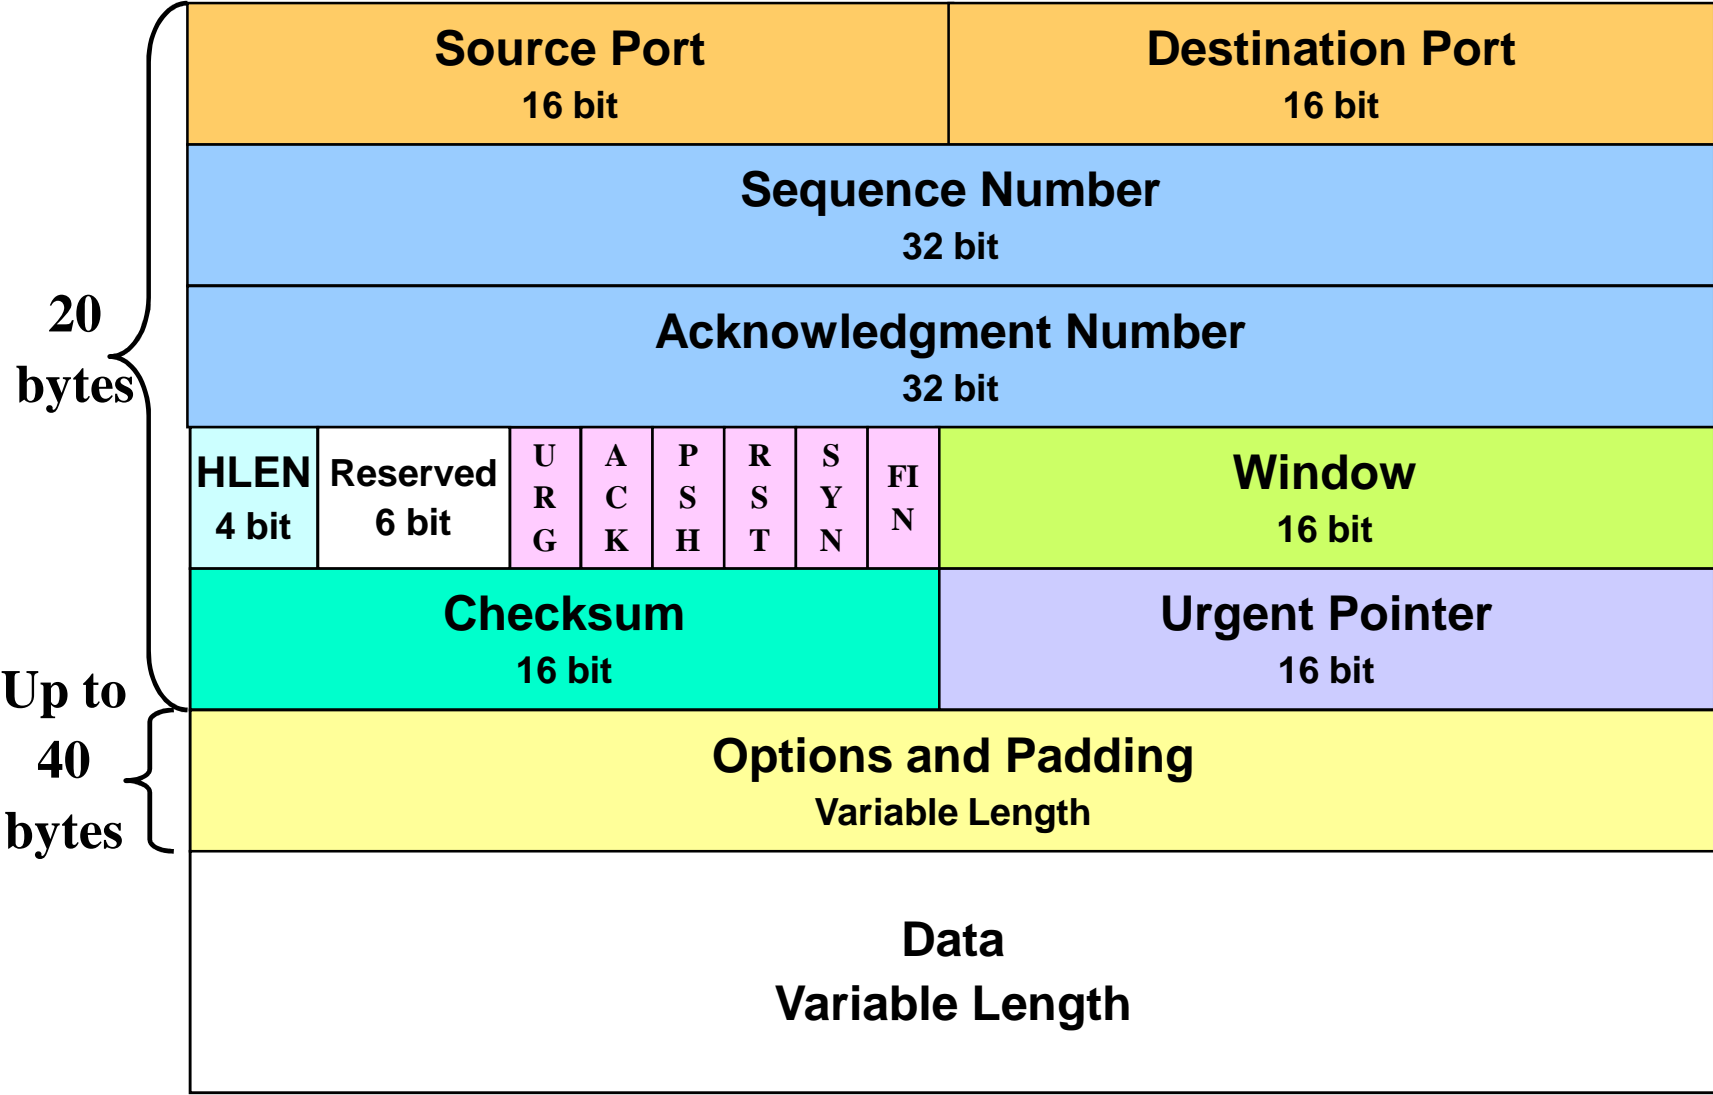 Source Port
16 bit
Destination Port
16 bit
Sequence Number
32 bit
20
bytes
Acknowledgment Number
32 bit
HLEN
4 bit
Reserved
6 bit
U
R
G
A
C
K
P
S
H
R
S
T
S
Y
N
FI
N
Window
16 bit
Checksum
16 bit
Urgent Pointer
16 bit
Up to
40
bytes
Options and Padding
Variable Length
Data
Variable Length